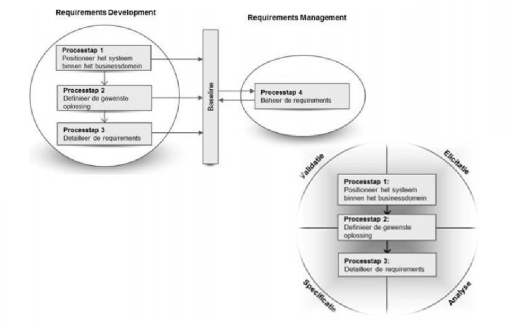 Requirements Development
Requirements Management
Processtap 1
Positioneer het systeem
binnen het businessdomein
Processtap 2
Definieer de gewenste
oplossing
Processtap 3
Detailleer de requirements
Baseline
Processtap 4
Beheer de requirements
Validatie
Elicitatie
Processtap 1:
Positioneer het systeem
binnen het businessdomein
Processtap 2:
Definieer de gewenste
oplossing
Processtap 3:
Detailleer de requirements
Specificatie
Analyse